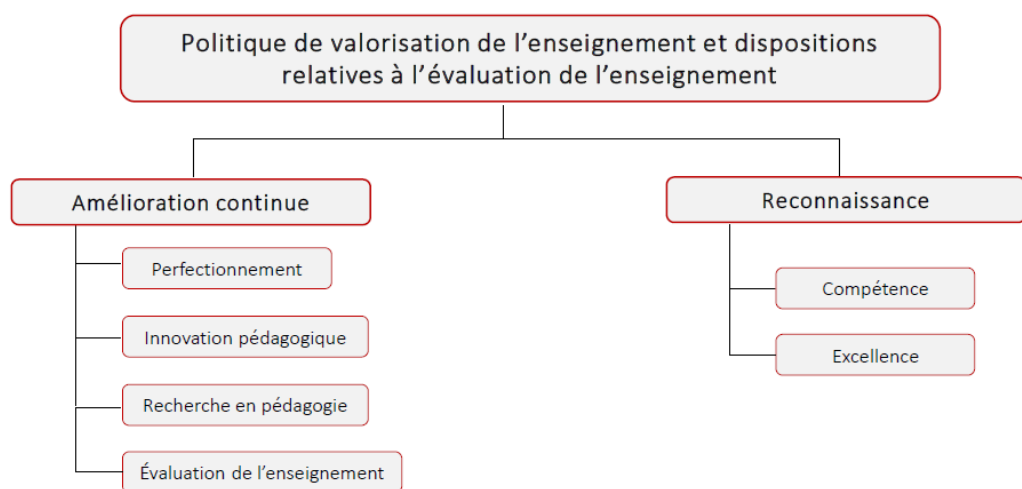 Politique de valorisation de l’enseignement et dispositions
relatives à l’évaluation de l’enseignement
Amélioration continue
Perfectionnement
Innovation pédagogique
Recherche en pédagogie
Évaluation de l’enseignement
Reconnaissance
Compétence
Excellence